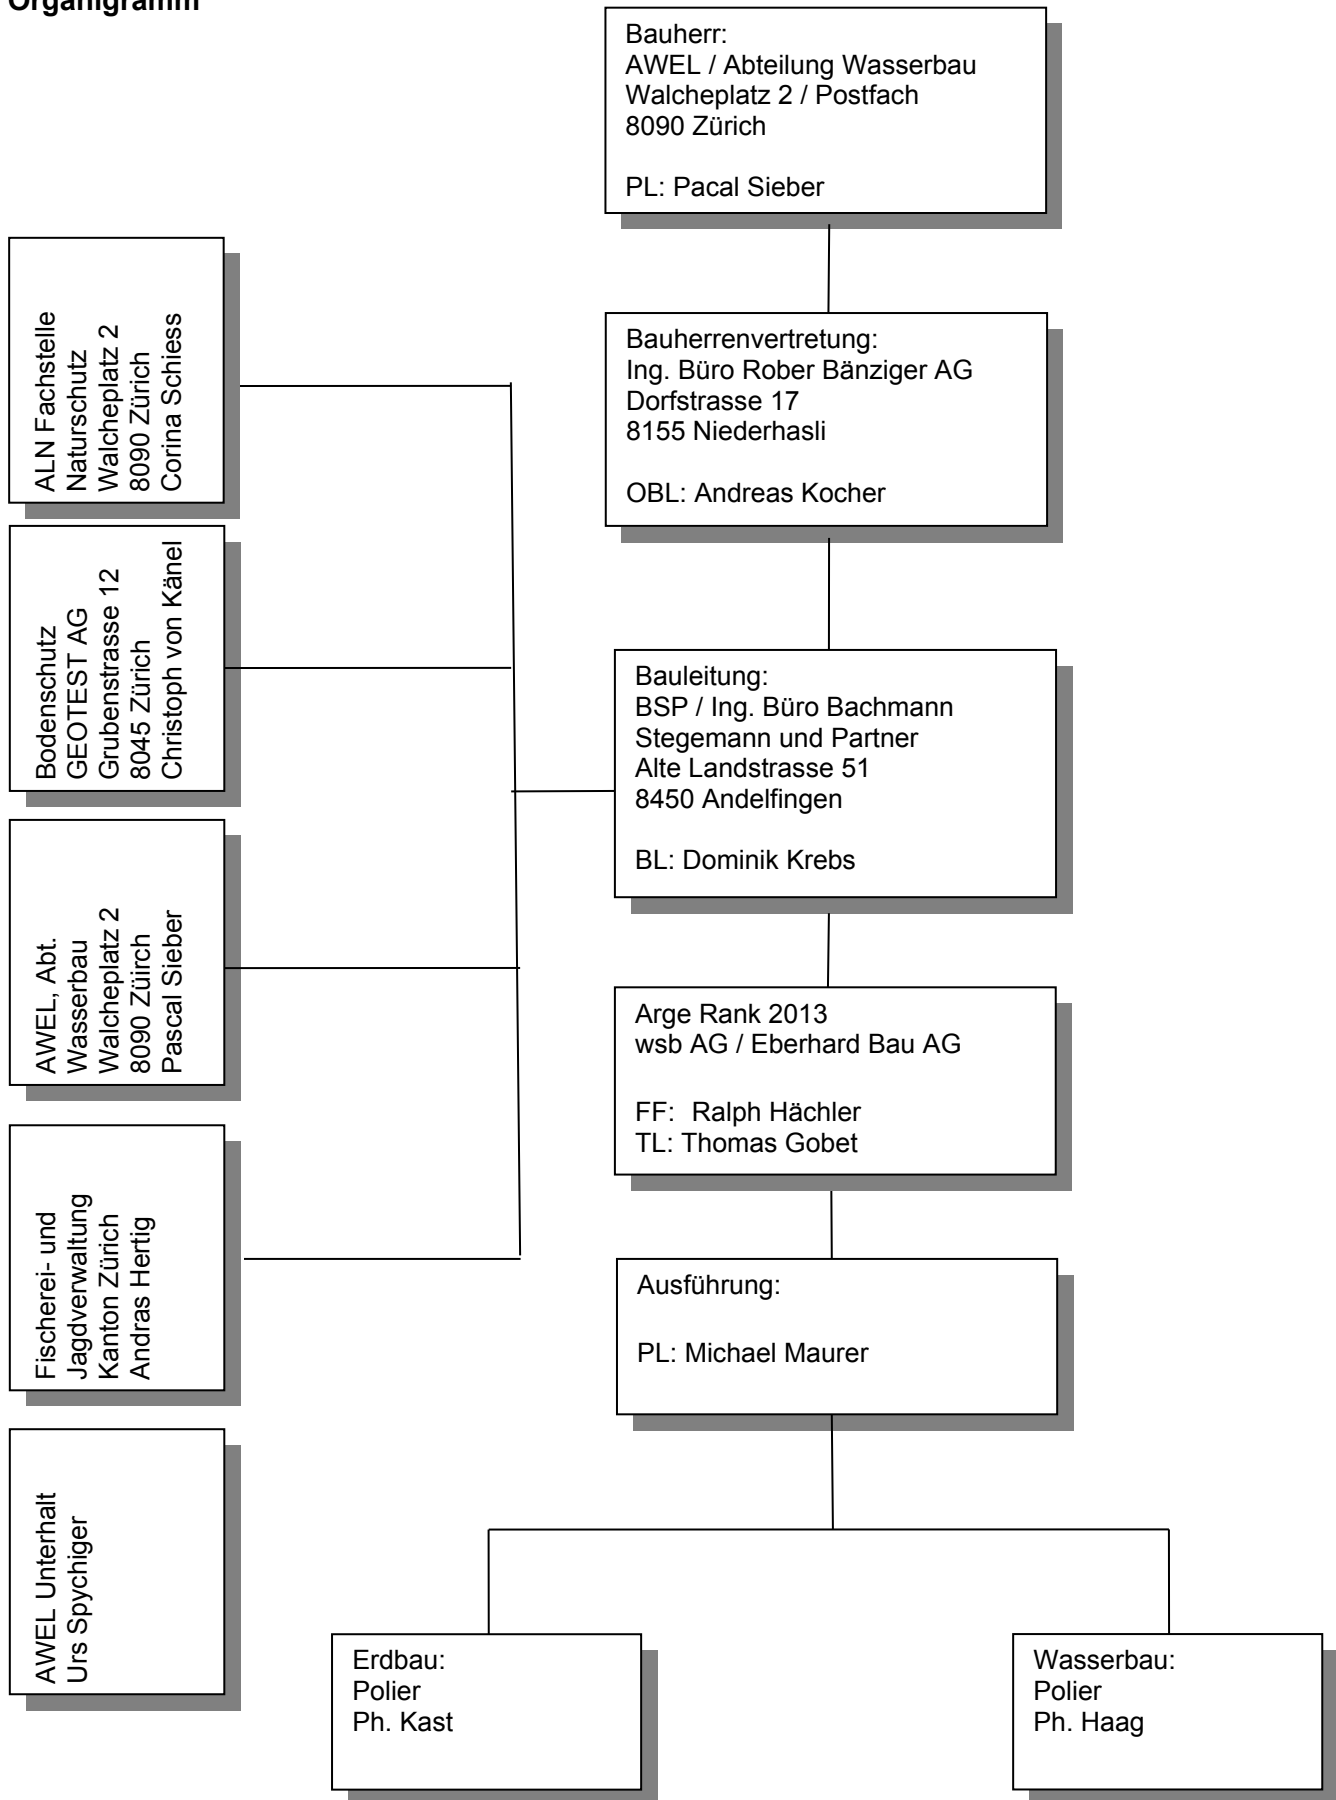 Organigramm
Bauherr:
AWEL / Abteilung Wasserbau
Walcheplatz 2 / Postfach
8090 Zürich
PL: Pacal Sieber
Bauherrenvertretung:
Ing. Büro Rober Bänziger AG
Dorfstrasse 17
8155 Niederhasli
OBL: Andreas Kocher
Bauleitung:
BSP / Ing. Büro Bachmann
Stegemann und Partner
Alte Landstrasse 51
8450 Andelfingen
BL: Dominik Krebs
Arge Rank 2013
wsb AG / Eberhard Bau AG
FF: Ralph Hächler
TL: Thomas Gobet
Ausführung:
PL: Michael Maurer
Erdbau:
Polier
Ph. Kast
Wasserbau:
Polier
Ph. Haag
ALN Fachstelle
Naturschutz
Walcheplatz 2
8090 Zürich
Corina Schiess
Bodenschutz
GEOTEST AG
Grubenstrasse 12
8045 Zürich
Christoph von Känel
AWEL, Abt.
Wasserbau
Walcheplatz 2
8090 Züirch
Pascal Sieber
Fischerei- und
Jagdverwaltung
Kanton Zürich
Andras Hertig
AWEL Unterhalt
Urs Spychiger